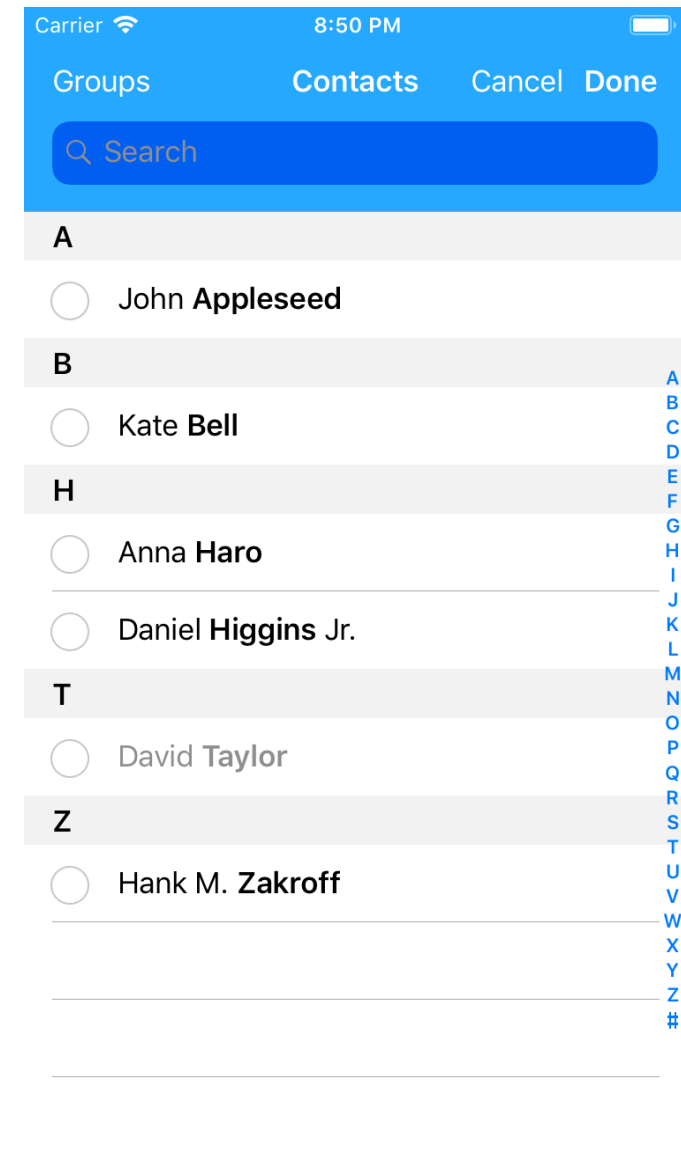 Carrier 8:50 PM
Groups Contacts Cancel Done
Search
A
John Appleseed
B
Kate Bell
H
Anna Haro
Daniel Higgins Jr.
T
David Taylor
Z
Hank M. Zakroff
A
B
C
D
E
F
G
H
I
J
K
L
M
N
O
P
Q
R
S
T
U
V
W
X
Y
Z
#